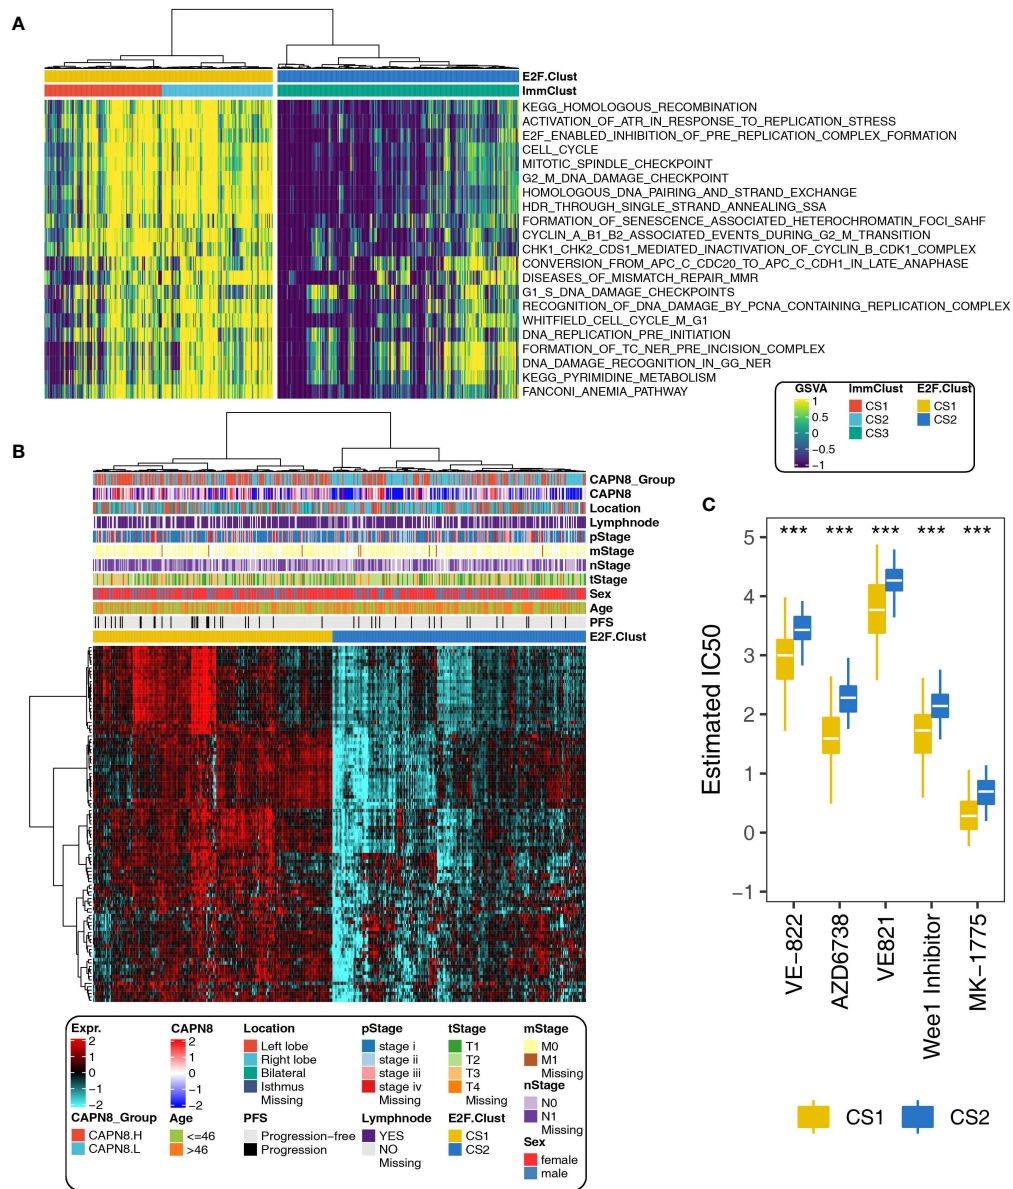 A
E2F.Clust
ImmClust
KEGG_HOMOLOGOUS_RECOMBINATION
ACTIVATION_OF_ATR_IN_RESPONSE_TO_REPLICATION_STRESS
E2F_ENABLED_INHIBITION_OF_PRE_REPLICATION_COMPLEX_FORMATION
CELL_CYCLE
MITOTIC_SPINDLE_CHECKPOINT
G2_M_DNA_DAMAGE_CHECKPOINT
HOMOLOGOUS_DNA_PAIRING_AND_STRAND_EXCHANGE
HDR_THROUGH_SINGLE_STRAND_ANNEALING_SSA
FORMATION_OF_SENESCENCE_ASSOCIATED_HETEROCHROMATIN_FOCI_SAHF
CYCLIN_A_B1_B2_ASSOCIATED_EVENTS_DURING_G2_M_TRANSITION
CHK1_CHK2_CDS1_MEDIATED_INACTIVATION_OF_CYCLIN_B_CDK1_COMPLEX
CONVERSION_FROM_APC_C_CDC20_TO_APC_C_CDH1_IN_LATE_ANAPHASE
DISEASES_OF_MISMATCH_REPAIR_MMR
G1_S_DNA_DAMAGE_CHECKPOINTS
RECOGNITION_OF_DNA_DAMAGE_BY_PCNA_CONTAINING_REPLICATION_COMPLEX
WHITFIELD_CELL_CYCLE_M_G1
DNA_REPLICATION_PRE_INITIATION
FORMATION_OF_TC_NER_PRE_INCISION_COMPLEX
DNA_DAMAGE_RECOGNITION_IN_GG_NER
KEGG_PYRIMIDINE_METABOLISM
FANCONI_ANEMIA_PATHWAY
GSVA ImmClust E2F.Clust
1 CS1 CS1
0.5 CS2 CS2
0 CS3
−0.5
−1
B
CAPN8_Group
CAPN8
Location
Lymphnode
pStage
mStage
nStage
tStage
Sex
Age
PFS
E2F.Clust
Expr. CAPN8 Location pStage tStage mStage
2 2 Left lobe stage i T1 M0
1 1 Right lobe stage ii T2 M1
0 0 Bilateral stage iii T3 Missing
−1 −1 Isthmus stage iv T4 nStage
−2 −2 Missing Missing Missing N0
CAPN8_Group Age PFS Lymphnode E2F.Clust N1
CAPN8.H <=46 Progression-free YES CS1 Missing
CAPN8.L >46 Progression NO CS2 Sex
Missing female
male
C
*** *** *** *** ***
Estimated IC50
5
4
3
2
1
0
−1
VE−822
AZD6738
VE821
Wee1 Inhibitor
MK−1775
CS1 CS2